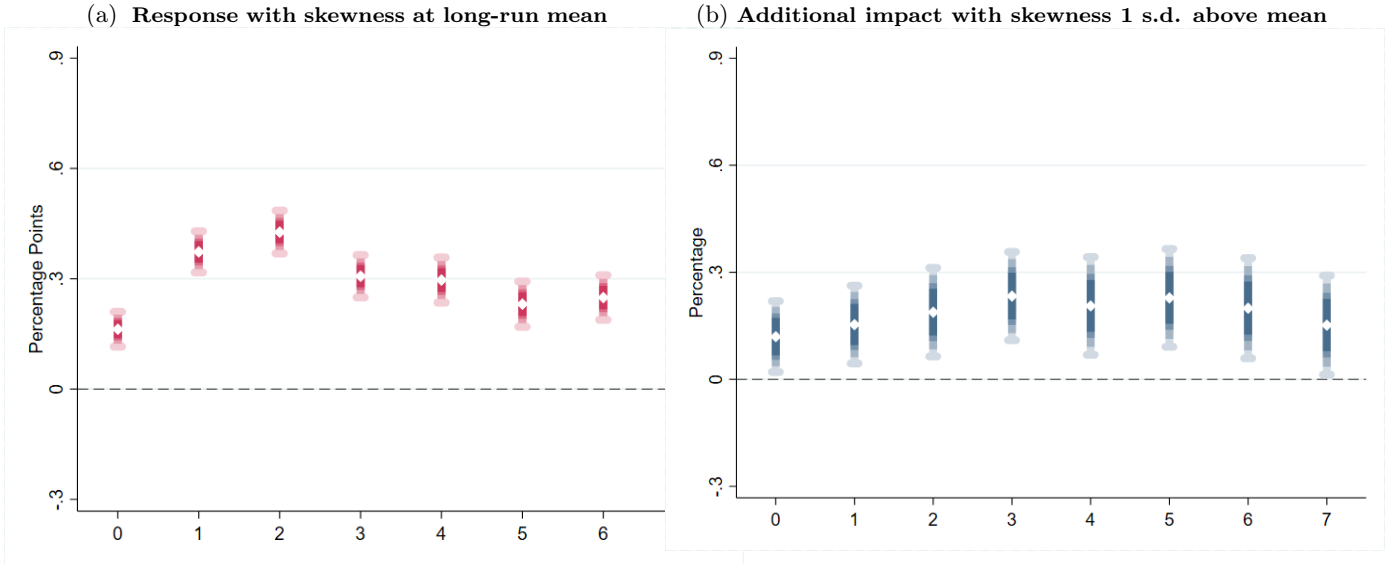 (a) Response with skewness at long-run mean
.9
.6
.3
0
-.3
Percentage Points
0 1 2 3 4 5 6
(b) Additional impact with skewness 1 s.d. above mean
.9
.6
.3
0
-.3
Percentage
0 1 2 3 4 5 6 7